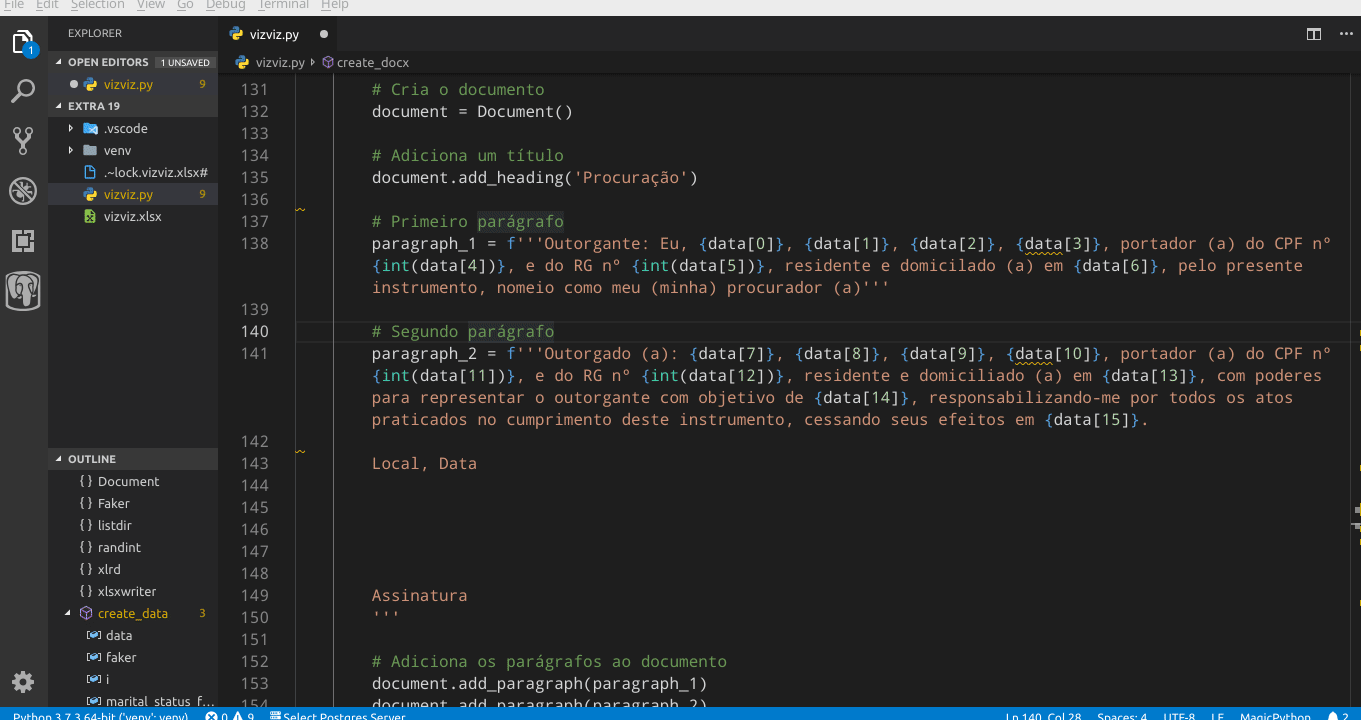 File Edit Selection View Go Debug Terminal Help
EXPLORER
vizviz.py
OPEN EDITORS 1 UNSAVED
vizviz.py 9
EXTRA 19
.vscode
venv
.~lock.vizviz.xlsx#
vizviz.py 9
vizviz.xlsx
OUTLINE
{ } Document
{ } Faker
{ } listdir
{ } randint
{ } xlrd
{ } xlsxwriter
create_data 3
data
faker
i
marital_status_f...
1
vizviz.py create_docx
131 # Cria o documento
132 document = Document()
133
134 # Adiciona um título
135 document.add_heading('Procuração')
136
137 # Primeiro parágrafo
138 paragraph_1 = f'''Outorgante: Eu, {data[0]}, {data[1]}, {data[2]}, {data[3]}, portador (a) do CPF nº
{int(data[4])}, e do RG nº {int(data[5])}, residente e domicilado (a) em {data[6]}, pelo presente
instrumento, nomeio como meu (minha) procurador (a)'''
139
140 # Segundo parágrafo
141 paragraph_2 = f'''Outorgado (a): {data[7]}, {data[8]}, {data[9]}, {data[10]}, portador (a) do CPF nº
{int(data[11])}, e do RG nº {int(data[12])}, residente e domiciliado (a) em {data[13]}, com poderes
para representar o outorgante com objetivo de {data[14]}, responsabilizando-me por todos os atos
praticados no cumprimento deste instrumento, cessando seus efeitos em {data[15]}.
142
143 Local, Data
144
145
146
147
148
149 Assinatura
150 '''
151
152 # Adiciona os parágrafos ao documento
153 document.add_paragraph(paragraph_1)
154 document.add_paragraph(paragraph_2)
Python 3.7.3 64-bit ('venv': venv) 0 9 Select Postgres Server Ln 140, Col 28 Spaces: 4 UTF-8 LF MagicPython 2